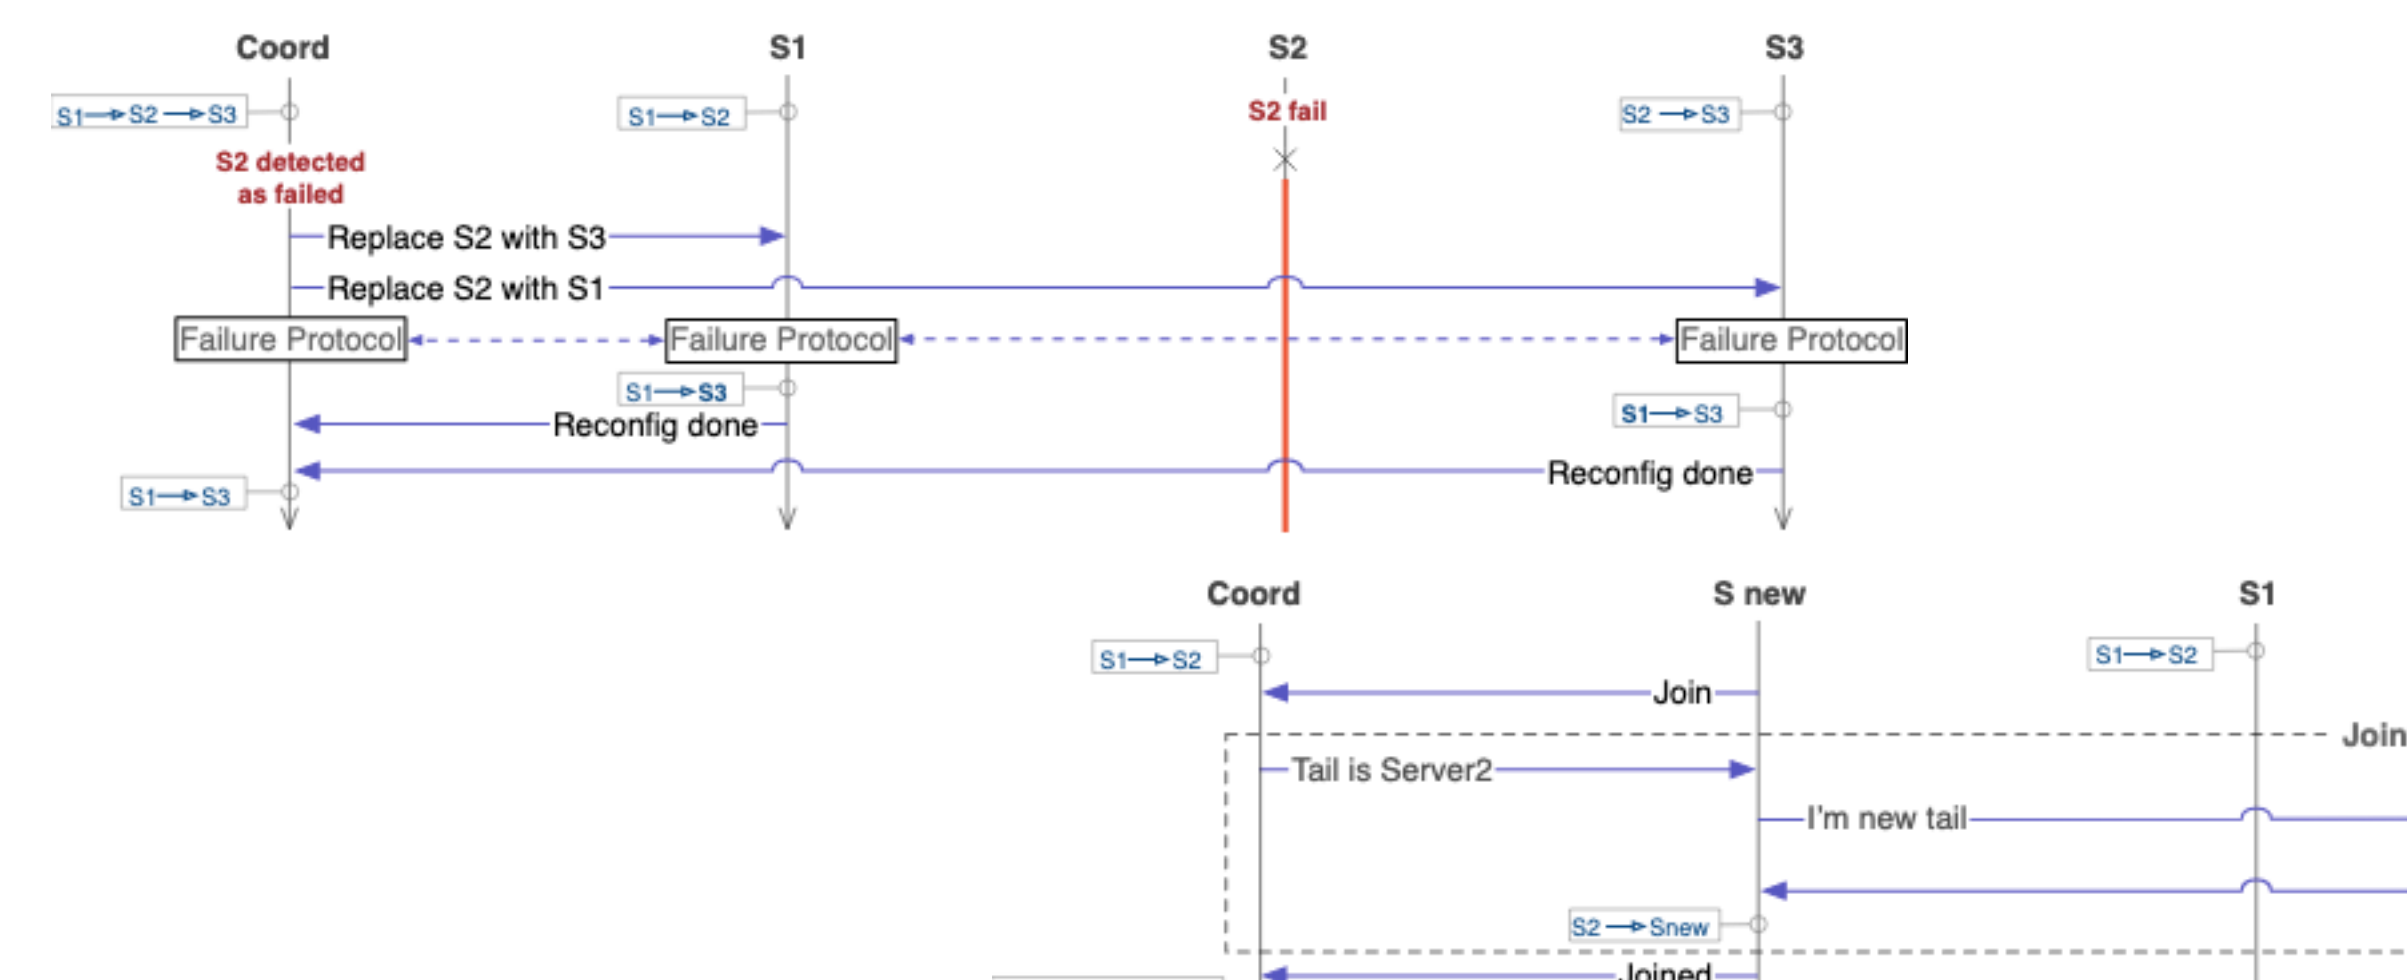 Coord S1 S2 S3
S1 S2 S3 S1 S2 S2 fail S2 S3
S2 detected
as failed
Replace S2 with S3
Replace S2 with S1
Failure Protocol Failure Protocol Failure Protocol
S1 S3
S1 S3
Reconfig done
Reconfig done
S1 S3
Coord S new S1
S1 S2 S1 S2
Join
Join
Tail is Server2
I'm new tail
S2 Snew
Joined